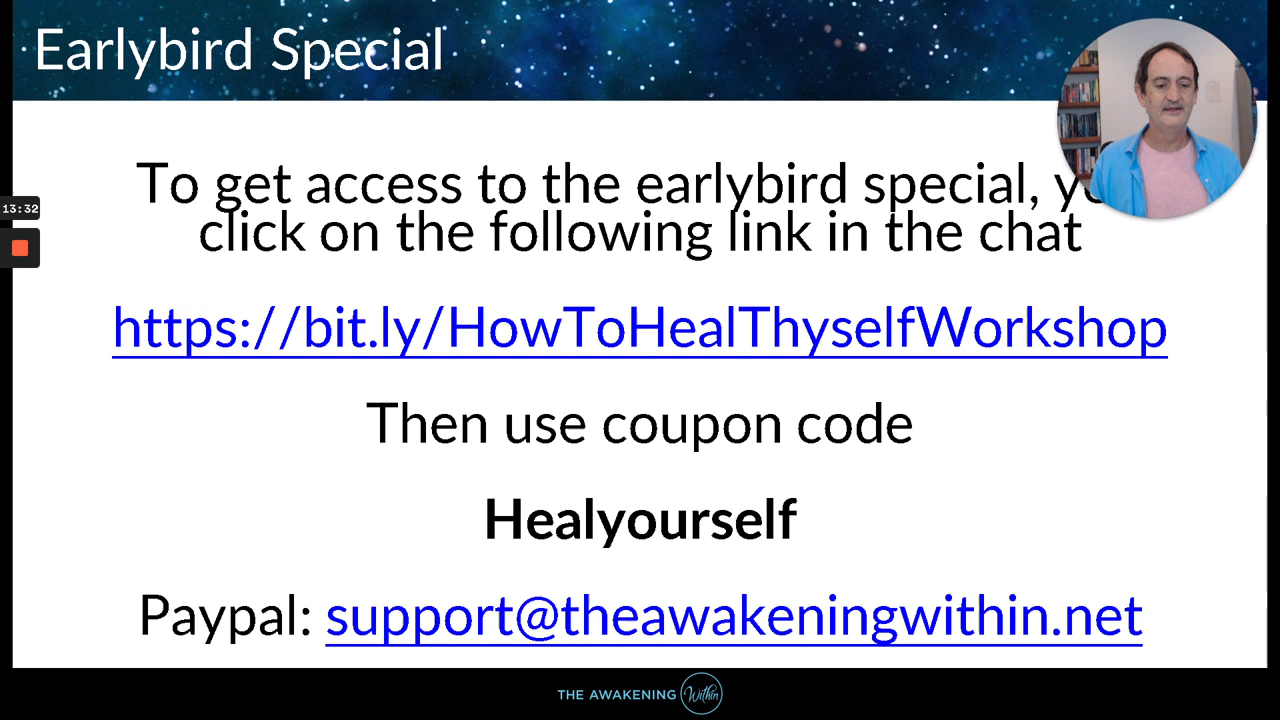 Earlybird Special
To get access to the earlybird special,
click on the following link in the chat
13:32
https://bit.ly/HowToHealThyselfWorkshop
Then use coupon code
Healyourself
Paypal: support@theawakeningwithin.net
THE AWAKENING Within